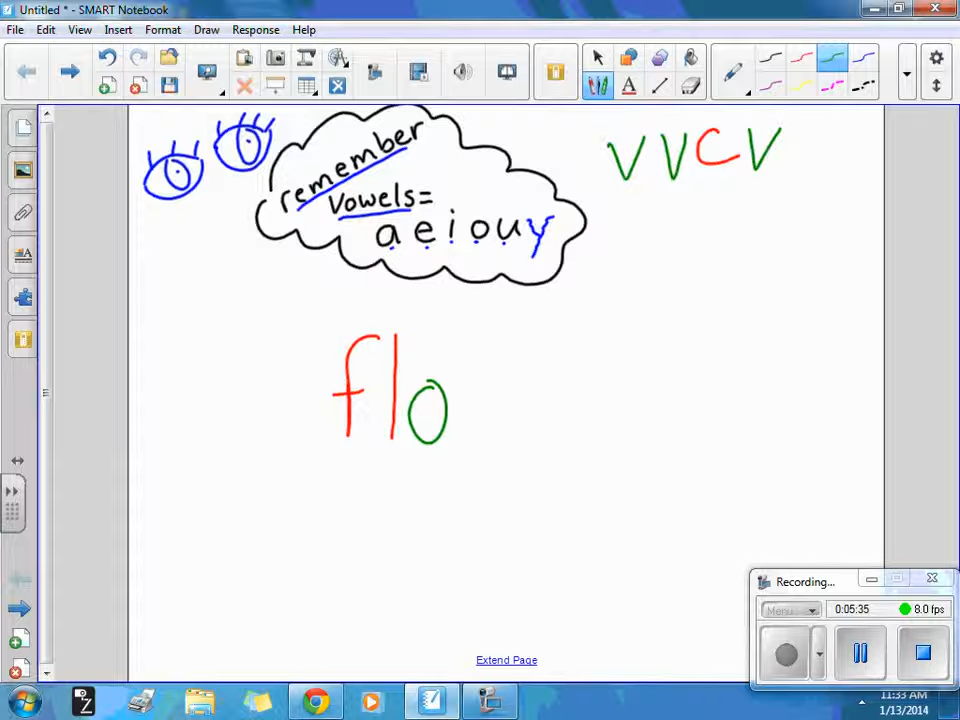 Untitled * - SMART Notebook
File Edit View Insert Format Draw Response Help
remember
Vowels=
a e i o u y
V V C V
flo
Extend Page
Recording...
Menu
0:05:35
8.0 fps
11:33 AM
1/13/2014